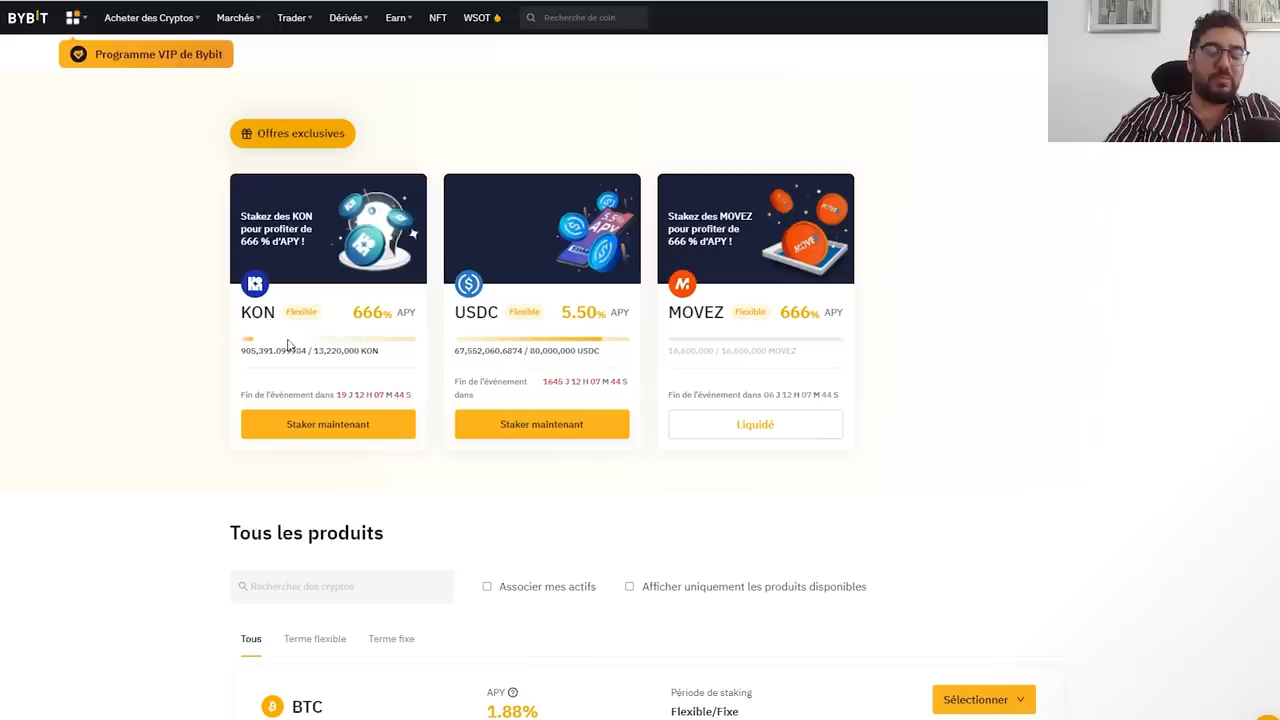 BYBIT Acheter des Cryptos Marchés Trader Dérivés Earn NFT WSOT Recherche de coin
Programme VIP de Bybit
Offres exclusives
Stakez des KON
pour profiter de
666 % d'APY !
5.5%
APY
Stakez des MOVEZ
pour profiter de
666 % d'APY !
MOVEZ
KON Flexible 666% APY
USDC Flexible 5.50% APY
MOVEZ Flexible 666% APY
13,220,000 KON
67,552,060.6874 / 80,000,000 USDC
16,600,000 / 16,600,000 MOVEZ
Fin de l'événement dans 19 J 12 H 07 M 44 S
Fin de l'événement dans 1645 J 12 H 07 M 44 S
Fin de l'événement dans 06 J 12 H 07 M 44 S
Staker maintenant
Staker maintenant
Liquidé
Tous les produits
Rechercher des cryptos
Associer mes actifs
Afficher uniquement les produits disponibles
Tous Terme flexible Terme fixe
BTC
APY
1.88%
Période de staking
Flexible/Fixe
Sélectionner